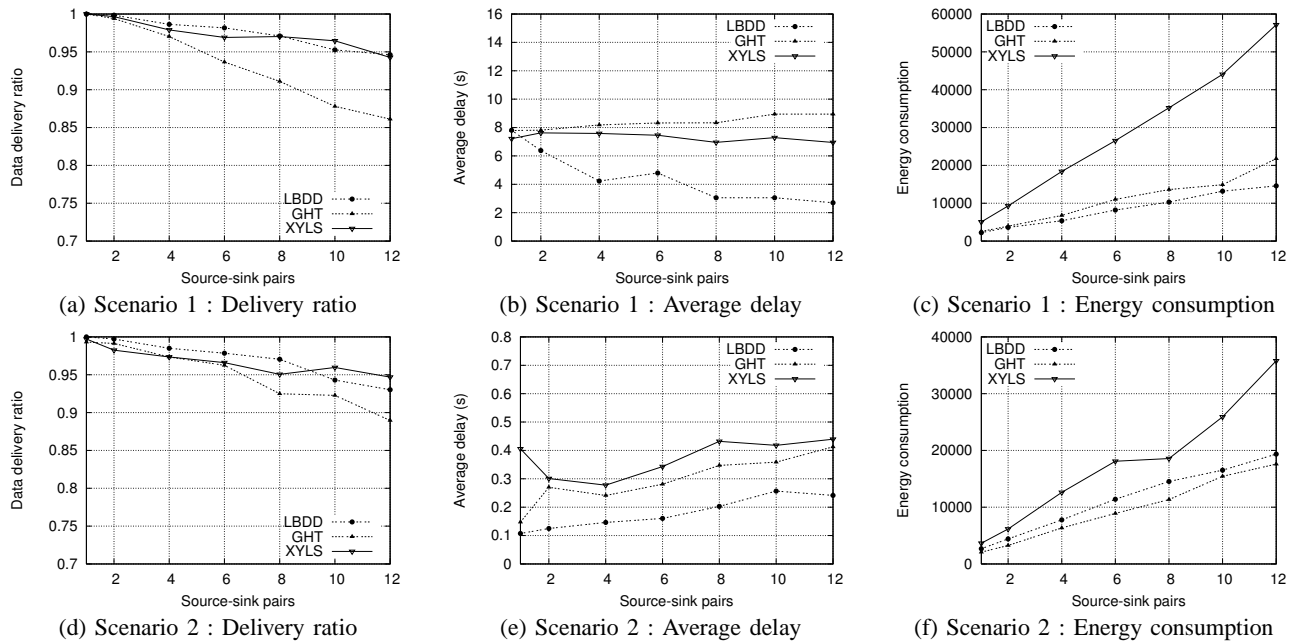 1
0.95
0.9
0.85
0.8
0.75
0.7
2 4 6 8 10 12
Data delivery ratio
Source-sink pairs
LBDD
GHT
XYLS
(a) Scenario 1 : Delivery ratio
16
14
12
10
8
6
4
2
0
2 4 6 8 10 12
Average delay (s)
Source-sink pairs
LBDD
GHT
XYLS
(b) Scenario 1 : Average delay
60000
50000
40000
30000
20000
10000
0
2 4 6 8 10 12
Energy consumption
Source-sink pairs
LBDD
GHT
XYLS
(c) Scenario 1 : Energy consumption
1
0.95
0.9
0.85
0.8
0.75
0.7
2 4 6 8 10 12
Data delivery ratio
Source-sink pairs
LBDD
GHT
XYLS
(d) Scenario 2 : Delivery ratio
0.8
0.7
0.6
0.5
0.4
0.3
0.2
0.1
0
2 4 6 8 10 12
Average delay (s)
Source-sink pairs
LBDD
GHT
XYLS
(e) Scenario 2 : Average delay
40000
30000
20000
10000
0
2 4 6 8 10 12
Energy consumption
Source-sink pairs
LBDD
GHT
XYLS
(f) Scenario 2 : Energy consumption